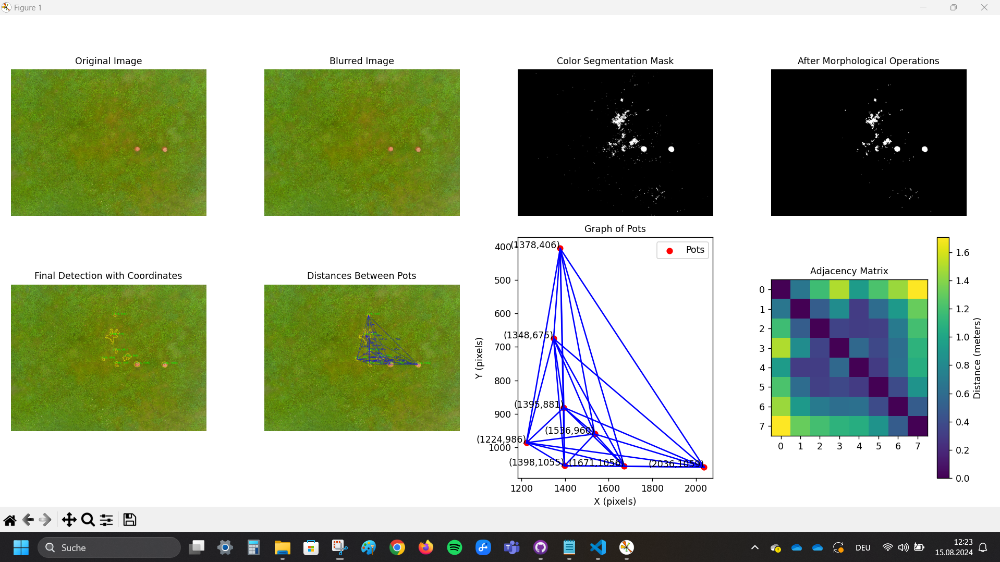 Figure 1
Original Image
Blurred Image
Color Segmentation Mask
After Morphological Operations
Final Detection with Coordinates
Distances Between Pots
Graph of Pots
Pots
(1378,406)
(1348,675)
(1395,881)
(1536,960)
(1224,986)
(1398,1055)
(1671,1056)
(2036,1059)
400
500
600
700
800
900
1000
Y (pixels)
1200 1400 1600 1800 2000
X (pixels)
Adjacency Matrix
0
1
2
3
4
5
6
7
0 1 2 3 4 5 6 7
1.6
1.4
1.2
1.0
0.8
0.6
0.4
0.2
0.0
Distance (meters)
Suche
DEU
12:23
15.08.2024